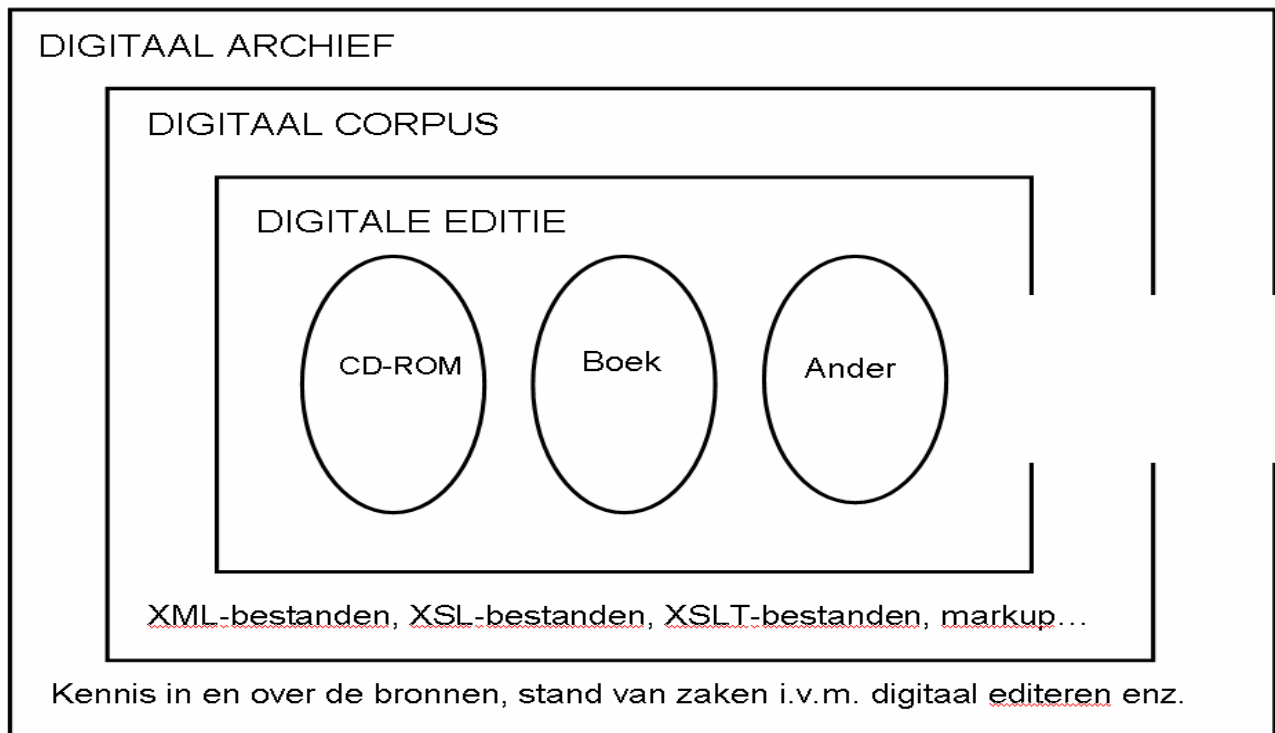 DIGITAAL ARCHIEF
DIGITAAL CORPUS
DIGITALE EDITIE
CD-ROM
Boek
Ander
XML-bestanden, XSL-bestanden, XSLT-bestanden, markup...
Kennis in en over de bronnen, stand van zaken i.v.m. digitaal editeren enz.